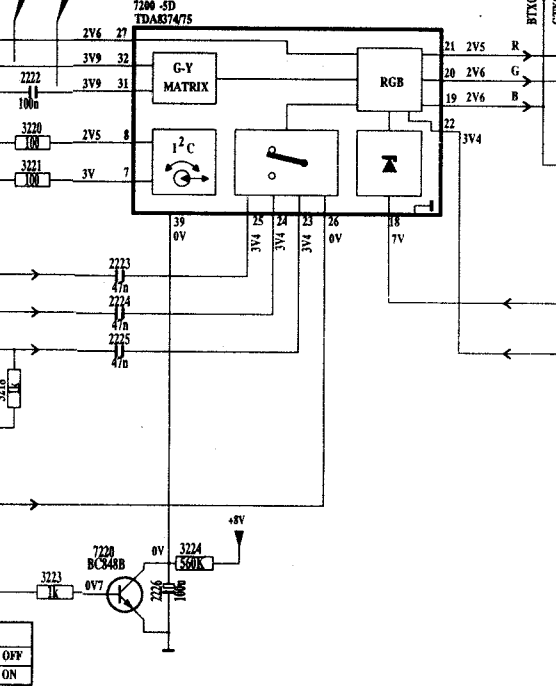 7200 -5D
TDA8374/75
BTX
2V6 27
3V9 32
3V9 31
2222
100n
G-Y
MATRIX
RGB
21 2V5 R
20 2V6 G
19 2V6 B
22
3V4
3220
100
2V5 8
3221
100
3V 7
I²C
39
0V
25
3V4
24
3V4
23
3V4
26
0V
18
7V
2223
47n
2224
47n
2225
47n
1k
+8V
7220
BC848B
0V
3224
560K
3223
1k
0V7
2226
100n
OFF
ON